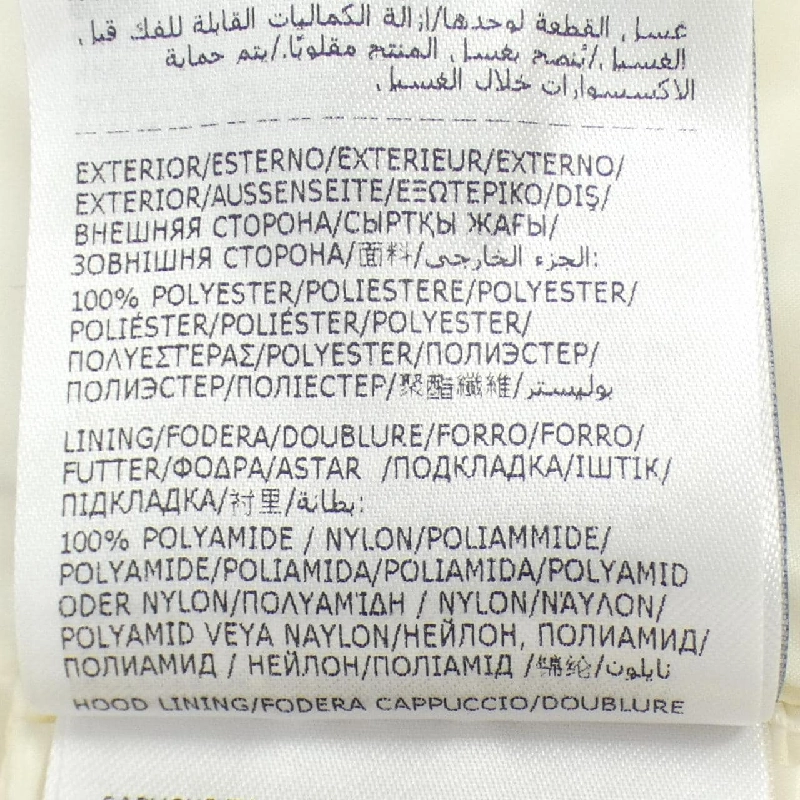 غسل, القطعة لوحدها/إزالة الكماليات القابلة للفك قبل
الغسيل./يُنصح بغسل, المنتج مقلوبًا./يتم حماية
الاكسسوارات خلال الغسيل.
EXTERIOR/ESTERNO/EXTERIEUR/EXTERNO/
EXTERIOR/AUSSENSEITE/ΕΞΩΤΕΡΙΚΟ/DIŞ/
ВНЕШНЯЯ СТОРОНА/СЫРТҚЫ ЖАҒЫ/
ЗОВНІШНЯ СТОРОНА/面料/الجزء الخارجي:
100% POLYESTER/POLIESTERE/POLYESTER/
POLIÉSTER/POLIÉSTER/POLYESTER/
ΠΟΛΥΕΣΤΕΡΑΣ/POLYESTER/ПОЛИЭСТЕР/
ПОЛИЭСТЕР/ПОЛІЕСТЕР/聚酯纖維/بوليستر
LINING/FODERA/DOUBLURE/FORRO/FORRO/
FUTTER/ΦΟΔΡΑ/ASTAR /ПОДКЛАДКА/ІШТІК/
ПІДКЛАДКА/衬里/بطانة:
100% POLYAMIDE / NYLON/POLIAMMIDE/
POLYAMIDE/POLIAMIDA/POLIAMIDA/POLYAMID
ODER NYLON/ΠΟΛΥΑΜΊΔΗ / NYLON/ΝΆΥΛΟΝ/
POLYAMID VEYA NAYLON/НЕЙЛОН, ПОЛИАМИД/
ПОЛИАМИД / НЕЙЛОН/ПОЛІАМІД /锦纶/نايلون
HOOD LINING/FODERA CAPPUCCIO/DOUBLURE